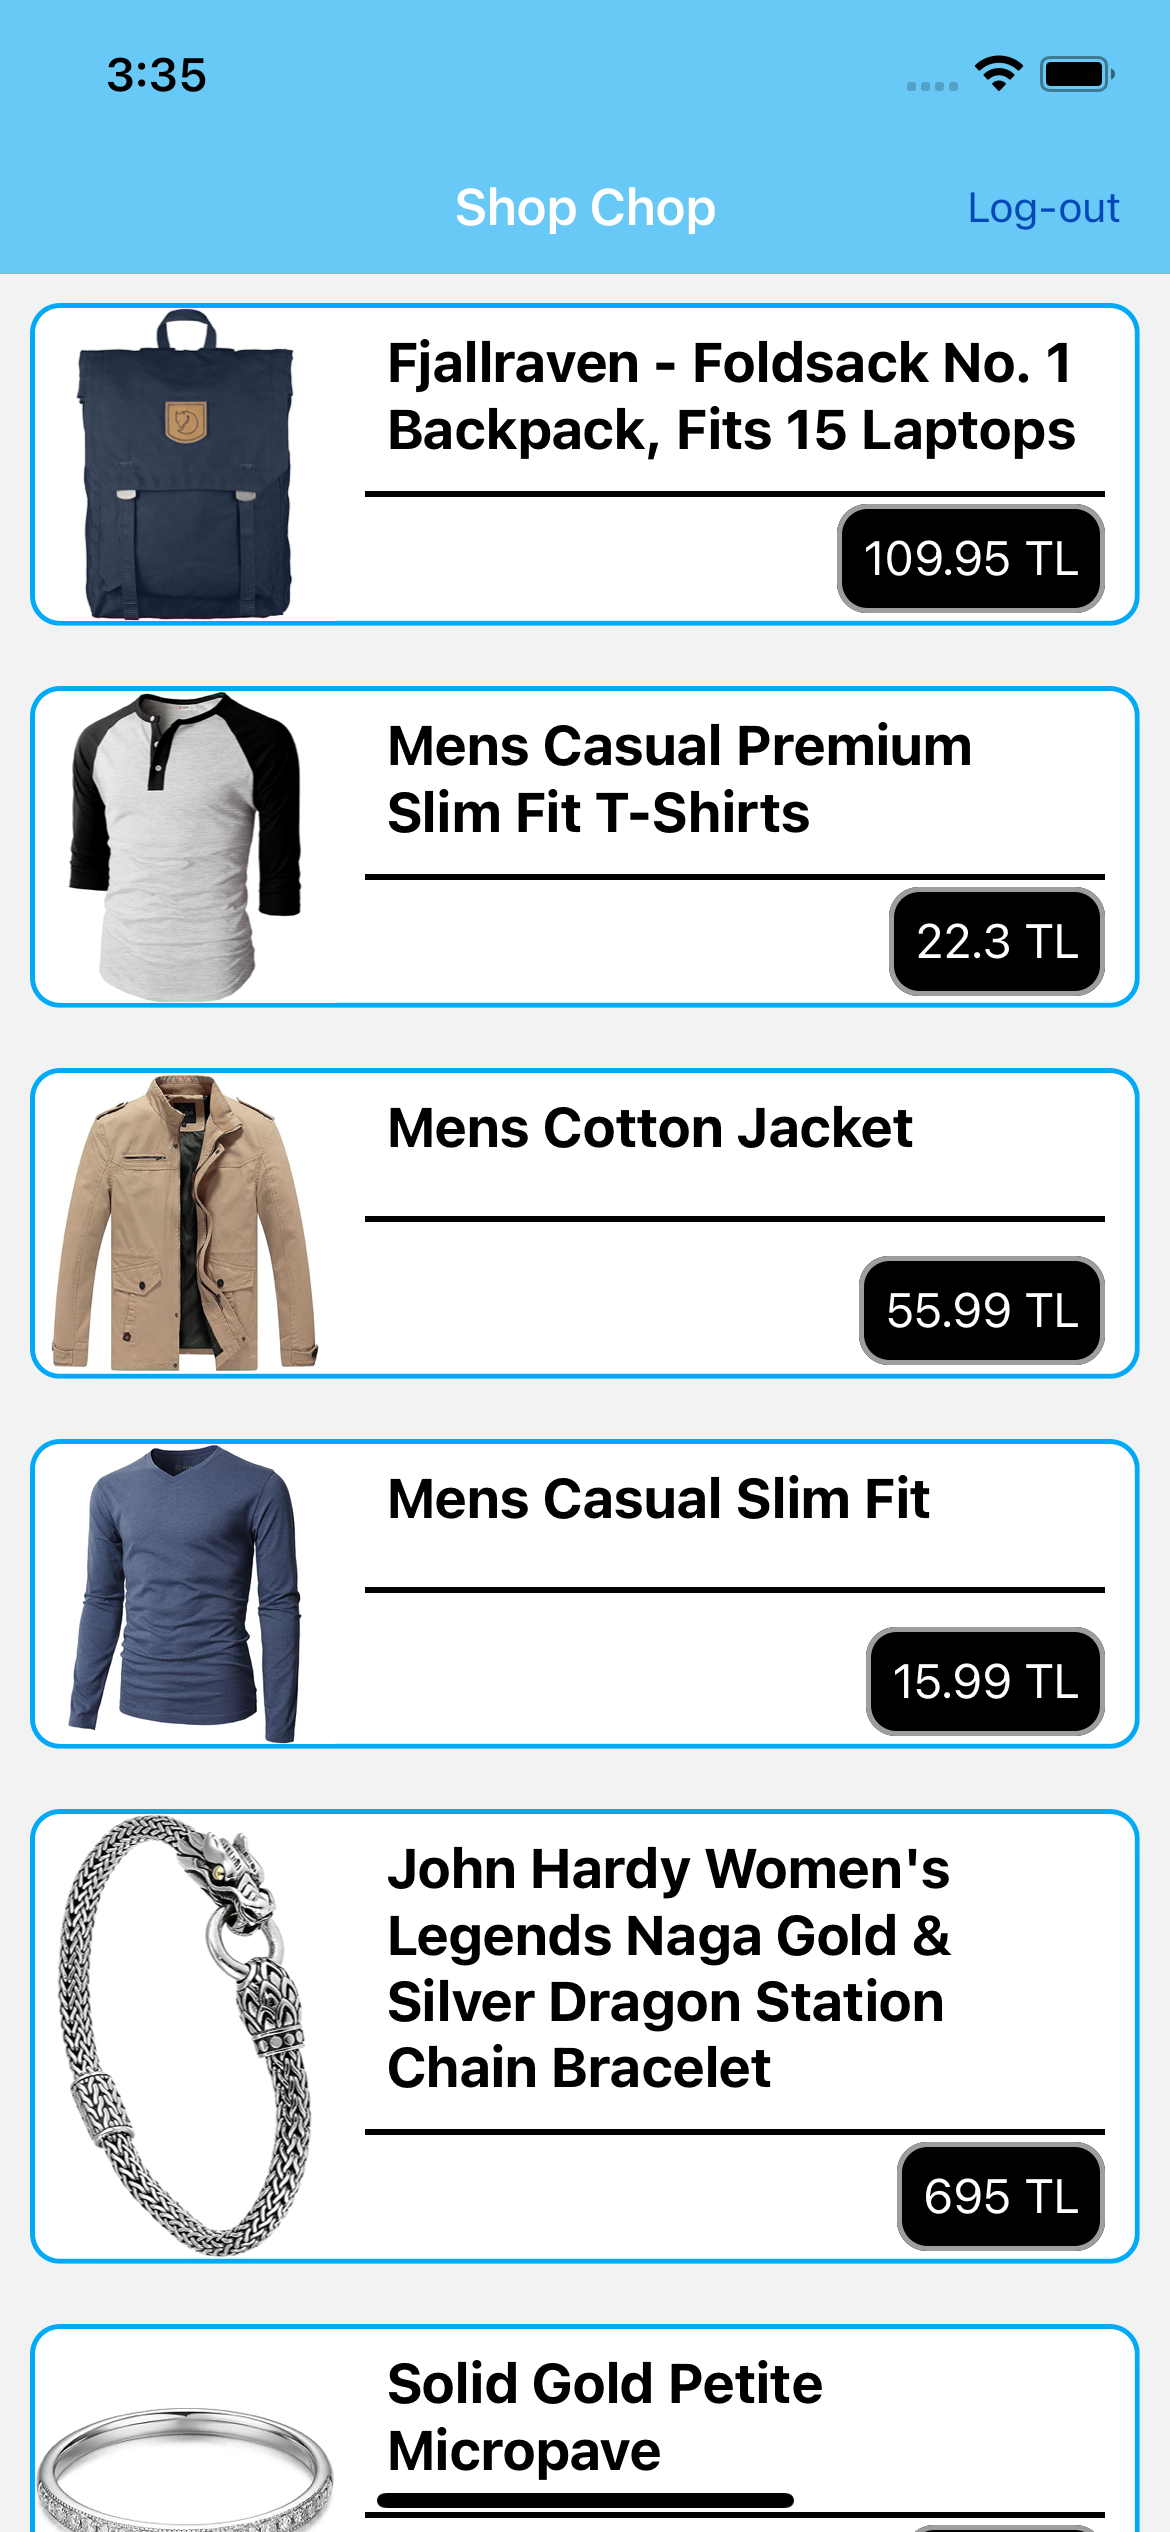 3:35
Shop Chop
Log-out
Fjallraven - Foldsack No. 1
Backpack, Fits 15 Laptops
109.95 TL
Mens Casual Premium
Slim Fit T-Shirts
22.3 TL
Mens Cotton Jacket
55.99 TL
Mens Casual Slim Fit
15.99 TL
John Hardy Women's
Legends Naga Gold &
Silver Dragon Station
Chain Bracelet
695 TL
Solid Gold Petite
Micropave